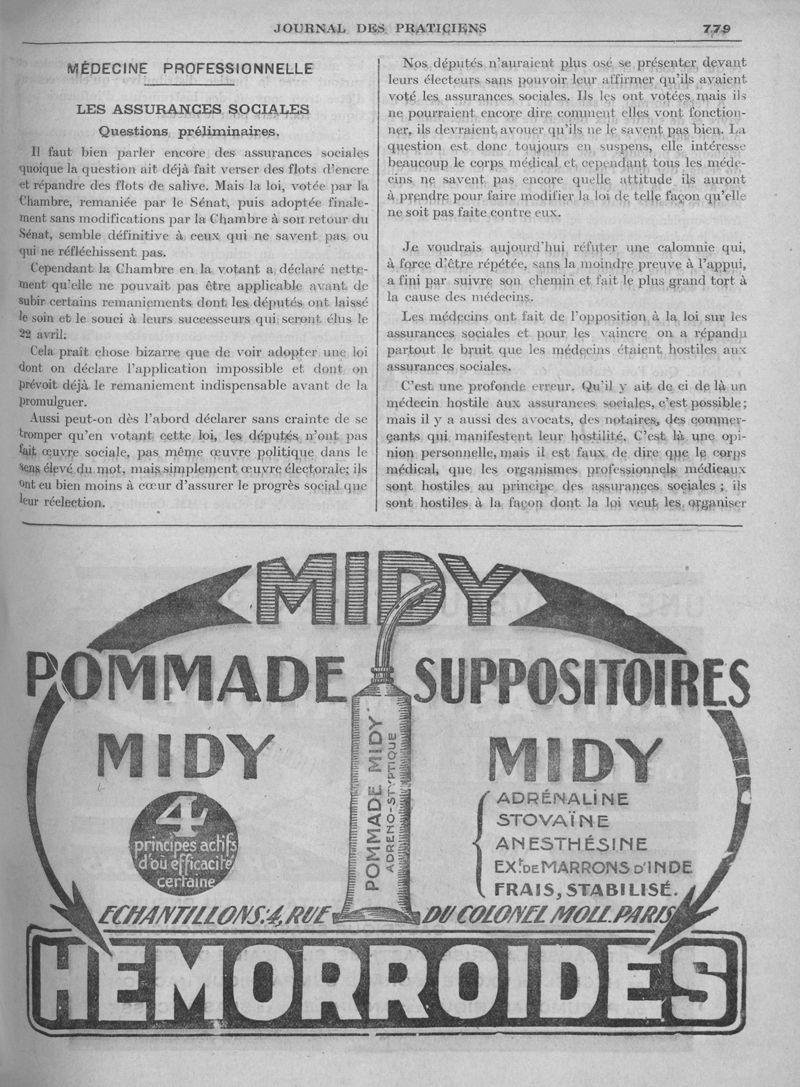 JOURNAL DES PRATICIENS 779
MÉDECINE PROFESSIONNELLE
LES ASSURANCES SOCIALES
Questions préliminaires.
Il faut bien parler encore des assurances sociales
quoique la question ait déjà fait verser des flots d'encre
et répandre des flots de salive. Mais la loi, votée par la
Chambre, remaniée par le Sénat, puis adoptée finale-
ment sans modifications par la Chambre à son retour du
Sénat, semble définitive à ceux qui ne savent pas ou
qui ne réfléchissent pas.
Cependant la Chambre en la votant a déclaré nette-
ment qu'elle ne pouvait pas être applicable avant de
subir certains remaniements dont les députés ont laissé
le soin et le souci à leurs successeurs qui seront élus le
22 avril.
Cela praît chose bizarre que de voir adopter une loi
dont on déclare l'application impossible et dont on
prévoit déjà le remaniement indispensable avant de la
promulguer.
Aussi peut-on dès l'abord déclarer sans crainte de se
tromper qu'en votant cette loi, les députés n'ont pas
fait œuvre sociale, pas même œuvre politique dans le
sens élevé du mot, mais simplement œuvre électorale; ils
ont eu bien moins à cœur d'assurer le progrès social que
leur réelection.
Nos députés n'auraient plus osé se présenter devant
leurs électeurs sans pouvoir leur affirmer qu'ils avaient
voté les assurances sociales. Ils les ont votées mais ils
ne pourraient encore dire comment elles vont fonction-
ner, ils devraient avouer qu'ils ne le savent pas bien. La
question est donc toujours en suspens, elle intéresse
beaucoup le corps médical et cependant tous les méde-
cins ne savent pas encore quelle attitude ils auront
à prendre pour faire modifier la loi de telle façon qu'elle
ne soit pas faite contre eux.
Je voudrais aujourd'hui réfuter une calomnie qui,
à force d'être répétée, sans la moindre preuve à l'appui,
a fini par suivre son chemin et fait le plus grand tort à
la cause des médecins.
Les médecins ont fait de l'opposition à la loi sur les
assurances sociales et pour les vaincre on a répandu
partout le bruit que les médecins étaient hostiles aux
assurances sociales.
C'est une profonde erreur. Qu'il y ait de ci de là un
médecin hostile aux assurances sociales, c'est possible;
mais il y a aussi des avocats, des notaires, des commer-
çants qui manifestent leur hostilité. C'est là une opi-
nion personnelle, mais il est faux de dire que le corps
médical, que les organismes professionnels médicaux
sont hostiles au principe des assurances sociales ; ils
sont hostiles à la façon dont la loi veut les organiser
MIDY
POMMADE
MIDY
4
principes actifs
d'où efficacité
certaine
POMMADE MIDY
ADRENO-STYPTIQUE
SUPPOSITOIRES
MIDY
ADRÉNALINE
STOVAÏNE
ANESTHÉSINE
EXt. DE MARRONS D'INDE
FRAIS, STABILISÉ.
ECHANTILLONS: 4, RUE DU COLONEL MOLL. PARIS
HEMORROIDES